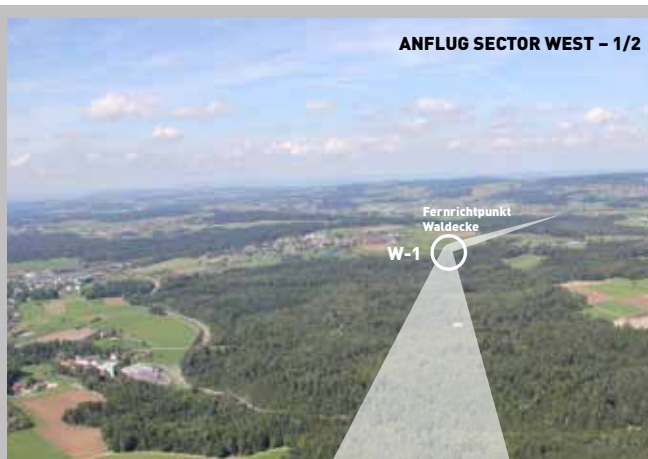 ANFLUG SECTOR WEST – 1/2
Fernrichtpunkt
Waldecke
W-1